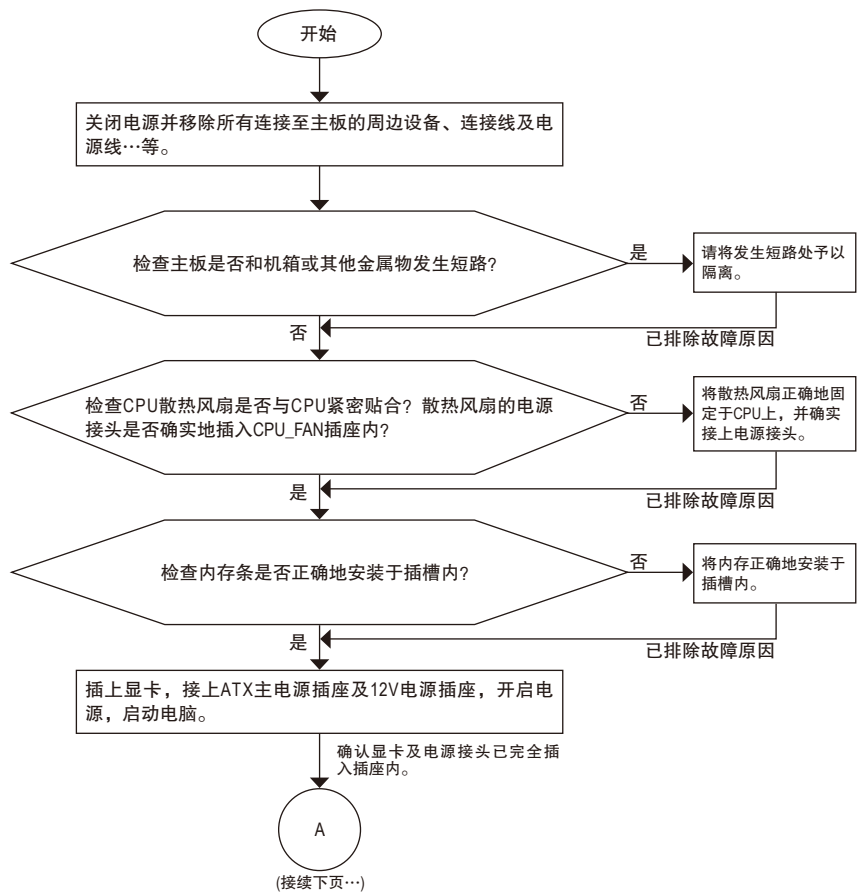 开始
关闭电源并移除所有连接至主板的周边设备、连接线及电
源线…等。
检查主板是否和机箱或其他金属物发生短路?
是
请将发生短路处予以
隔离。
否
已排除故障原因
检查CPU散热风扇是否与CPU紧密贴合? 散热风扇的电源
接头是否确实地插入CPU_FAN插座内?
否
将散热风扇正确地固
定于CPU上, 并确实
接上电源接头。
是
已排除故障原因
检查内存条是否正确地安装于插槽内?
否
将内存正确地安装于
插槽内。
是
已排除故障原因
插上显卡, 接上ATX主电源插座及12V电源插座, 开启电
源, 启动电脑。
确认显卡及电源接头已完全插
入插座内。
A
(接续下页…)